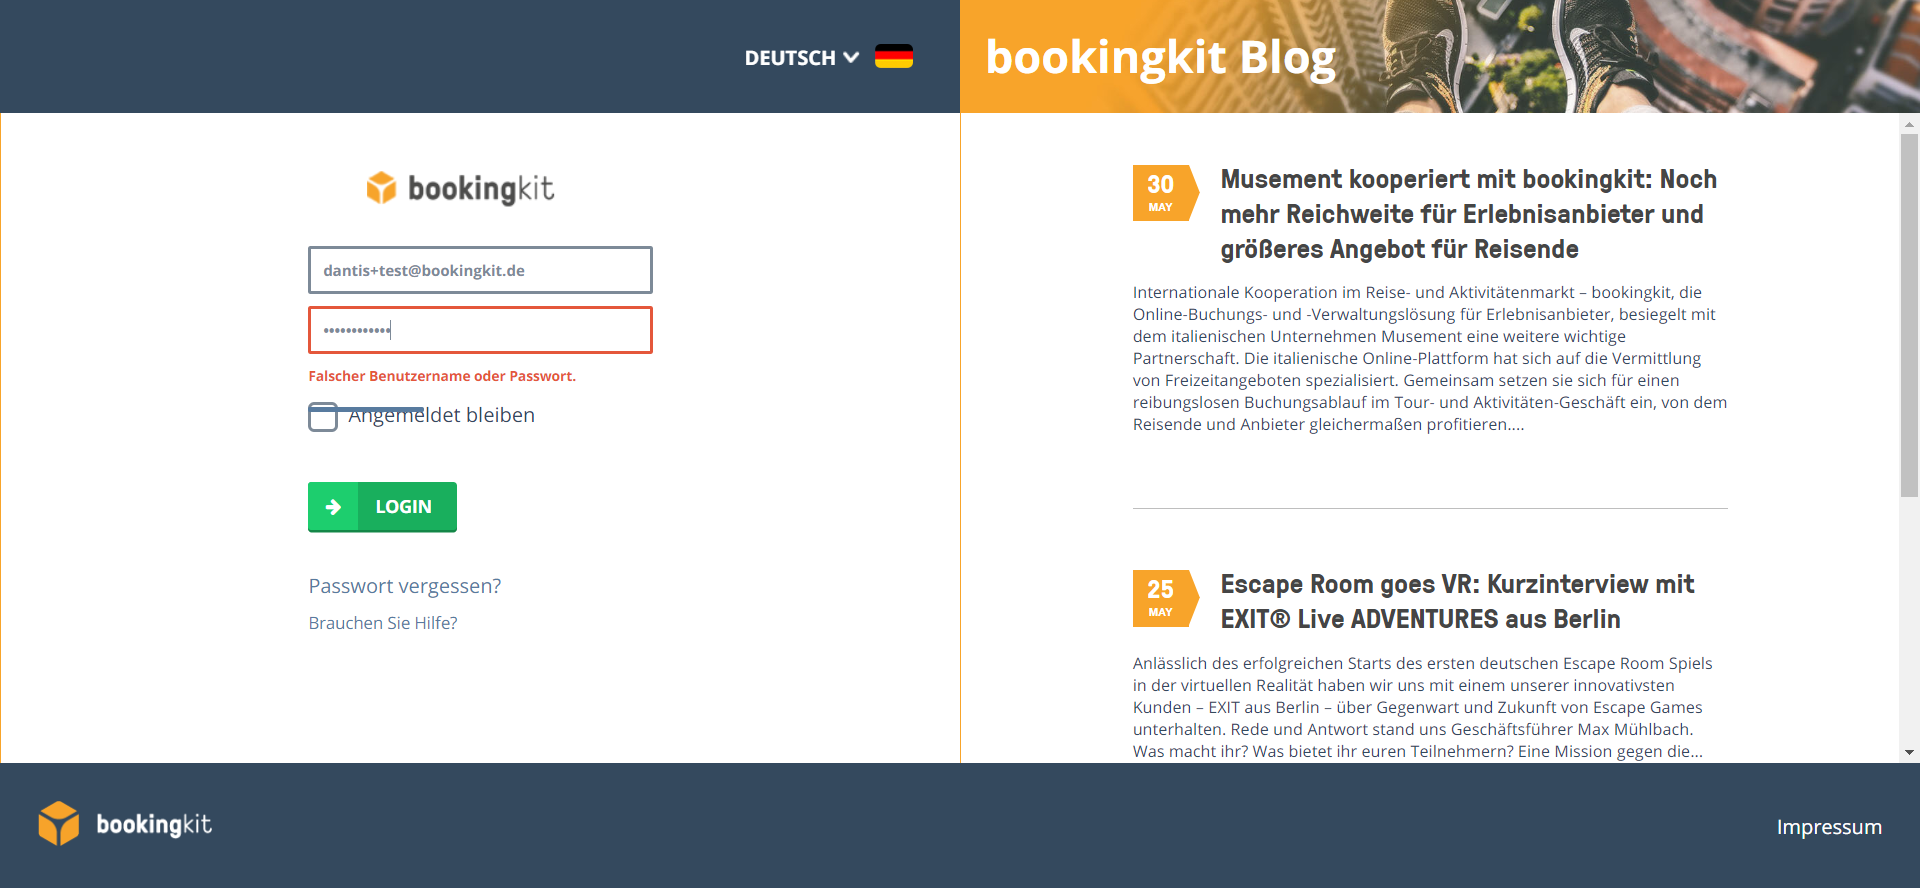 DEUTSCH
bookingkit Blog
bookingkit
dantis+test@bookingkit.de
••••••••••••
Falscher Benutzername oder Passwort.
Angemeldet bleiben
LOGIN
Passwort vergessen?
Brauchen Sie Hilfe?
30
MAY
Musement kooperiert mit bookingkit: Noch
mehr Reichweite für Erlebnisanbieter und
größeres Angebot für Reisende
Internationale Kooperation im Reise- und Aktivitätenmarkt – bookingkit, die
Online-Buchungs- und -Verwaltungslösung für Erlebnisanbieter, besiegelt mit
dem italienischen Unternehmen Musement eine weitere wichtige
Partnerschaft. Die italienische Online-Plattform hat sich auf die Vermittlung
von Freizeitangeboten spezialisiert. Gemeinsam setzen sie sich für einen
reibungslosen Buchungsablauf im Tour- und Aktivitäten-Geschäft ein, von dem
Reisende und Anbieter gleichermaßen profitieren....
25
MAY
Escape Room goes VR: Kurzinterview mit
EXIT® Live ADVENTURES aus Berlin
Anlässlich des erfolgreichen Starts des ersten deutschen Escape Room Spiels
in der virtuellen Realität haben wir uns mit einem unserer innovativsten
Kunden – EXIT aus Berlin – über Gegenwart und Zukunft von Escape Games
unterhalten. Rede und Antwort stand uns Geschäftsführer Max Mühlbach.
Was macht ihr? Was bietet ihr euren Teilnehmern? Eine Mission gegen die...
bookingkit
Impressum